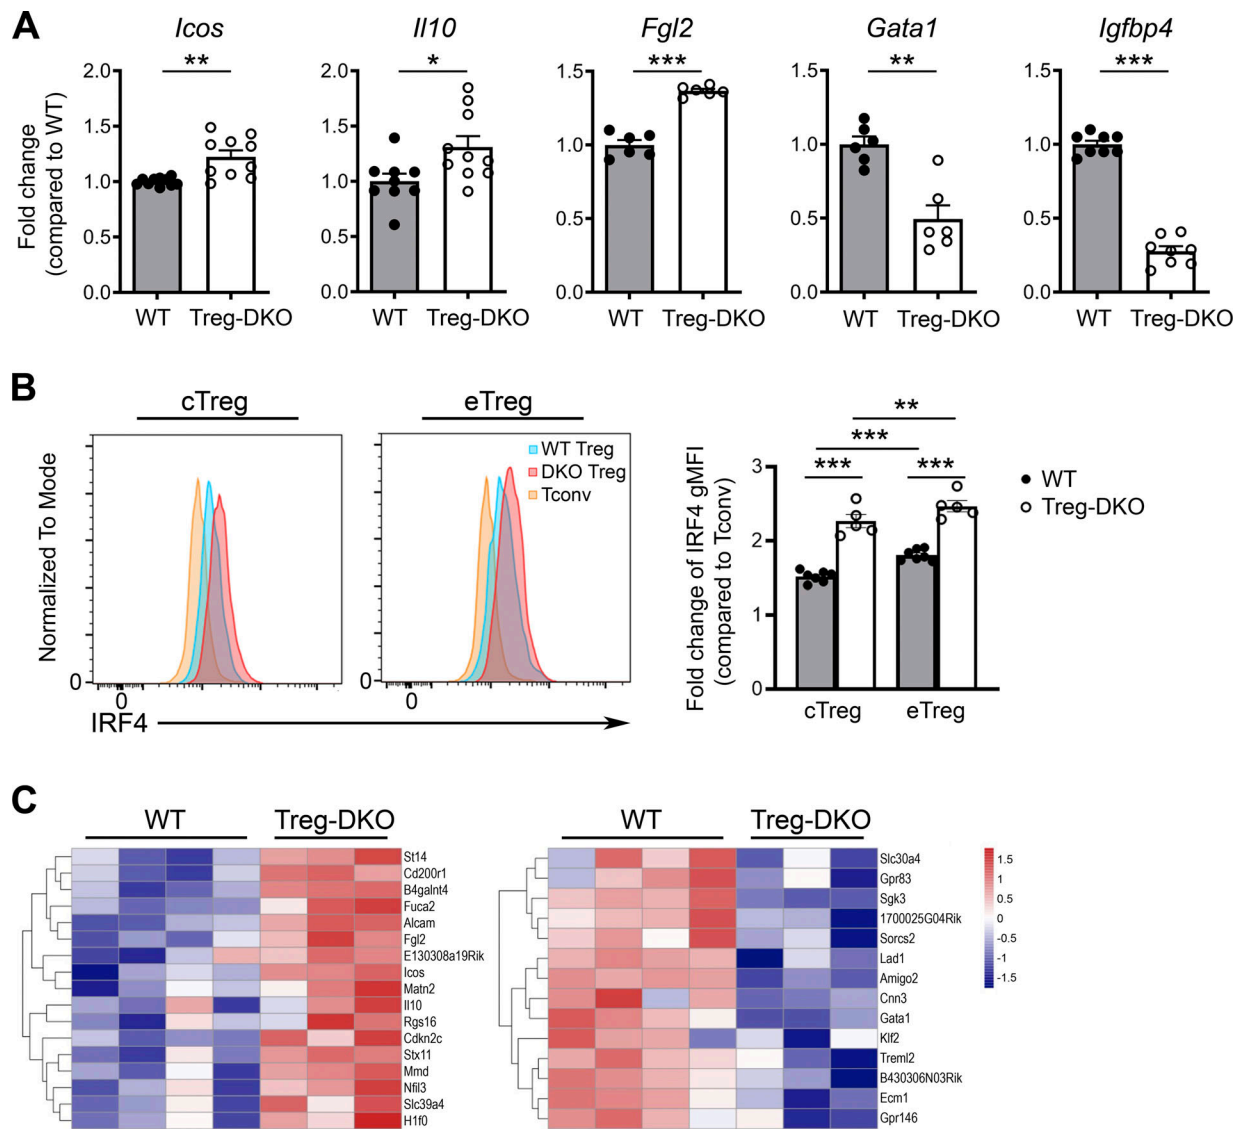 A
Icos
Il10
Fgl2
Gata1
Igfbp4
Fold change
(compared to WT)
**
2.0
1.5
1.0
0.5
0.0
WT Treg-DKO
*
2.0
1.5
1.0
0.5
0.0
WT Treg-DKO
***
1.5
1.0
0.5
0.0
WT Treg-DKO
**
1.5
1.0
0.5
0.0
WT Treg-DKO
***
1.5
1.0
0.5
0.0
WT Treg-DKO
B
cTreg
eTreg
Normalized To Mode
0
0
0
0
WT Treg
DKO Treg
Tconv
IRF4
Fold change of IRF4 gMFI
(compared to Tconv)
3
2
1
0
**
***
***
***
cTreg
eTreg
WT
Treg-DKO
C
WT
Treg-DKO
St14
Cd200r1
B4galnt4
Fuca2
Alcam
Fgl2
E130308a19Rik
Icos
Matn2
Il10
Rgs16
Cdkn2c
Stx11
Mmd
Nfil3
Slc39a4
H1f0
WT
Treg-DKO
Slc30a4
Gpr83
Sgk3
1700025G04Rik
Sorcs2
Lad1
Amigo2
Cnn3
Gata1
Klf2
Treml2
B430306N03Rik
Ecm1
Gpr146
1.5
1
0.5
0
-0.5
-1
-1.5